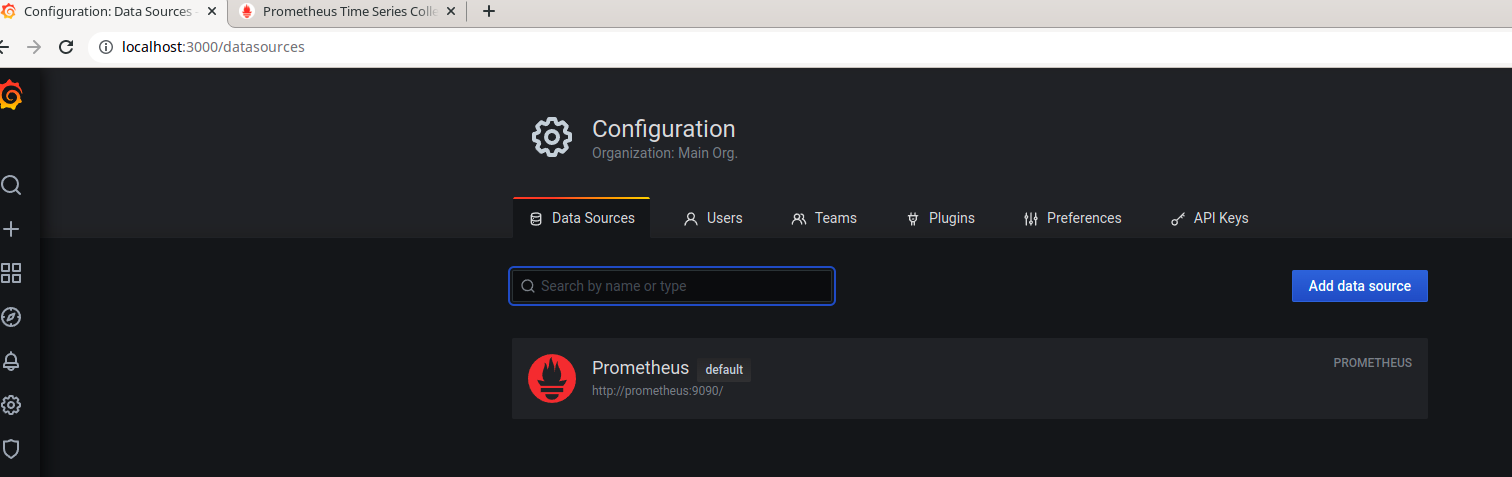 Configuration: Data Sources -
Prometheus Time Series Colle
localhost:3000/datasources
Configuration
Organization: Main Org.
Data Sources Users Teams Plugins Preferences API Keys
Search by name or type
Add data source
Prometheus default
PROMETHEUS
http://prometheus:9090/